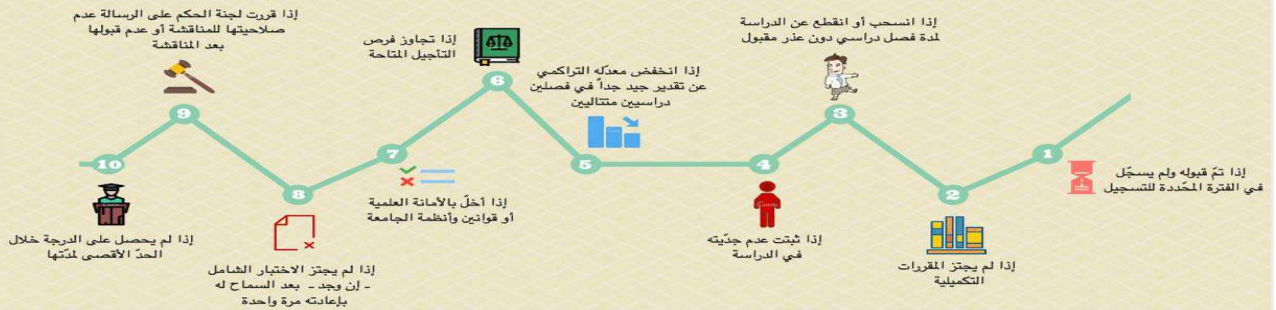 1
إذا تمّ قبوله ولم يسجّل
في الفترة المحّددة للتسجيل
2
إذا لم يجتز المقررات
التكميلية
3
إذا انسحب أو انقطع عن الدراسة
لمدة فصل دراسي دون عذر مقبول
4
إذا ثبتت عدم جدّيته
في الدراسة
5
إذا انخفض معدّله التراكمي
عن تقدير جيد جداً في فصلين
دراسيين متتاليين
6
إذا تجاوز فرص
التأجيل المتاحة
7
إذا أخلّ بالأمانة العلمية
أو قوانين وأنظمة الجامعة
8
إذا لم يجتز الاختبار الشامل
- إن وجد - بعد السماح له
بإعادته مرة واحدة
9
إذا قررت لجنة الحكم على الرسالة عدم
صلاحيتها للمناقشة أو عدم قبولها
بعد المناقشة
10
إذا لم يحصل على الدرجة خلال
الحدّ الأقصى لمدّتها